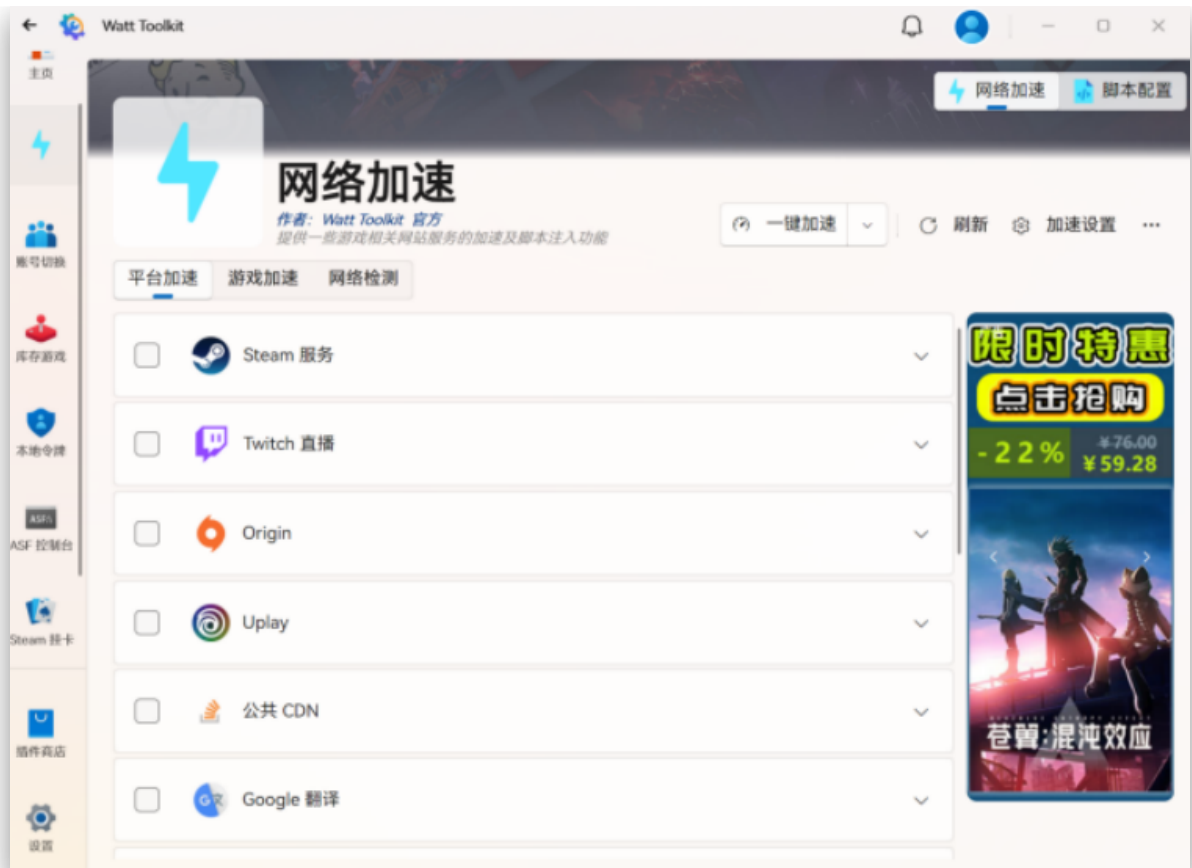 Watt Toolkit
主页
网络加速
脚本配置
网络加速
作者：Watt Toolkit 官方
提供一些游戏相关网站服务的加速及脚本注入功能
一键加速
刷新
加速设置
平台加速
游戏加速
网络检测
账号切换
库存游戏
本地令牌
ASF
ASF 控制台
Steam 挂卡
插件商店
设置
Steam 服务
Twitch 直播
Origin
Uplay
公共 CDN
Google 翻译
限时特惠
点击抢购
-22%
¥76.00
¥59.28
苍翼:混沌效应